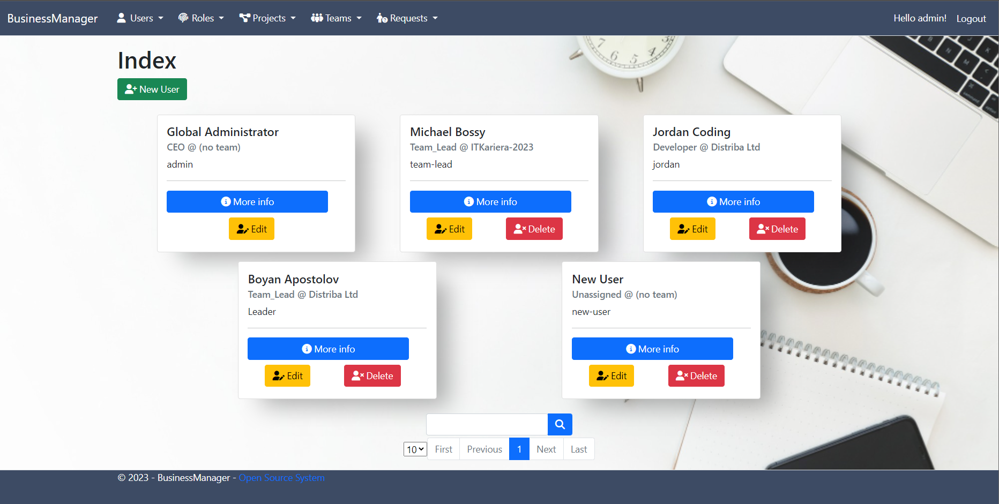 BusinessManager Users Roles Projects Teams Requests Hello admin! Logout
Index
New User
Global Administrator
CEO @ (no team)
admin
More info
Edit
Michael Bossy
Team_Lead @ ITKariera-2023
team-lead
More info
Edit Delete
Jordan Coding
Developer @ Distriba Ltd
jordan
More info
Edit Delete
Boyan Apostolov
Team_Lead @ Distriba Ltd
Leader
More info
Edit Delete
New User
Unassigned @ (no team)
new-user
More info
Edit Delete
10 First Previous 1 Next Last
© 2023 - BusinessManager - Open Source System